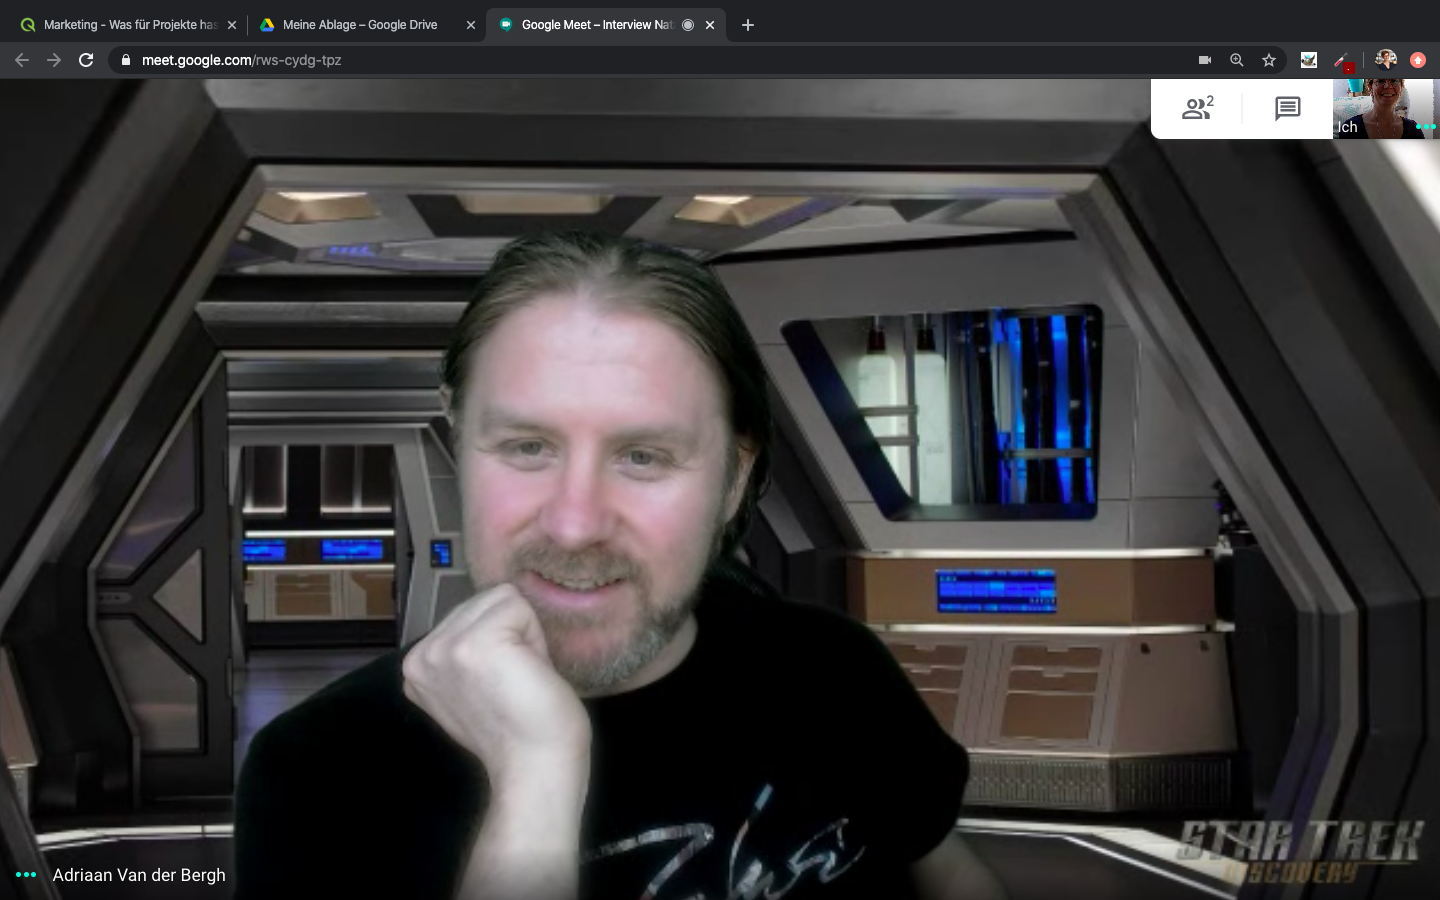 Marketing - Was für Projekte has
Meine Ablage – Google Drive
Google Meet – Interview Nat
meet.google.com/rws-cydg-tpz
2
Ich
Adriaan Van der Bergh
STAR TREK
DISCOVERY